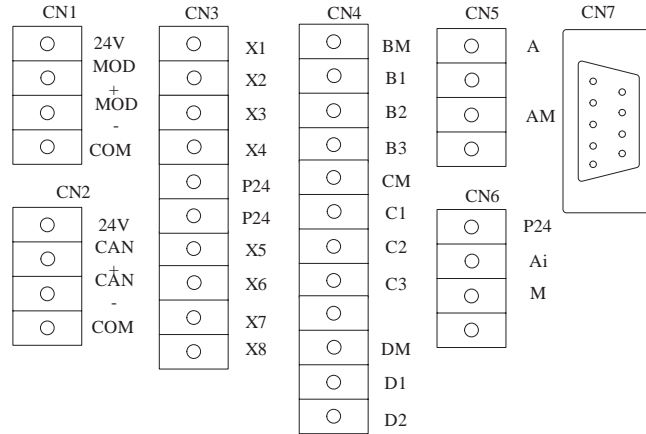 CN1
24V
MOD
+
MOD
-
COM
CN2
24V
CAN
+
CAN
-
COM
CN3
X1
X2
X3
X4
P24
P24
X5
X6
X7
X8
CN4
BM
B1
B2
B3
CM
C1
C2
C3
DM
D1
D2
CN5
A
AM
CN6
P24
Ai
M
CN7